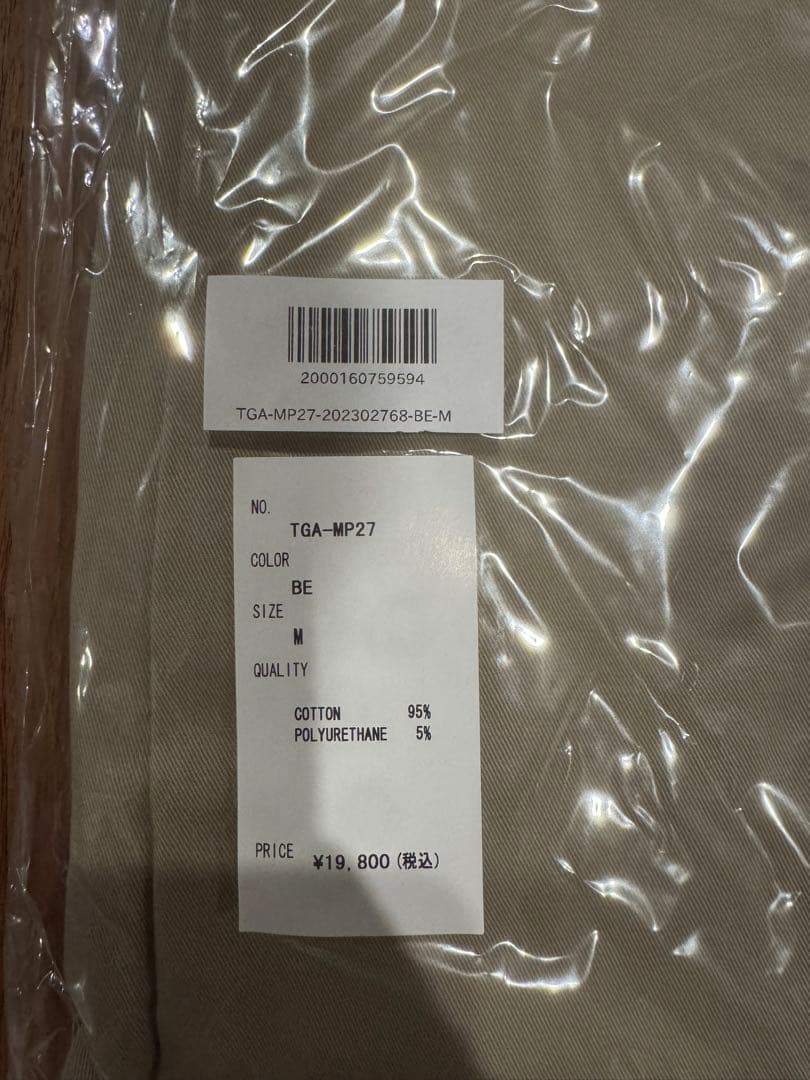 2000160759594
TGA-MP27-202302768-BE-M
NO.
TGA-MP27
COLOR
BE
SIZE
M
QUALITY
COTTON 95%
POLYURETHANE 5%
PRICE ¥19,800(税込)